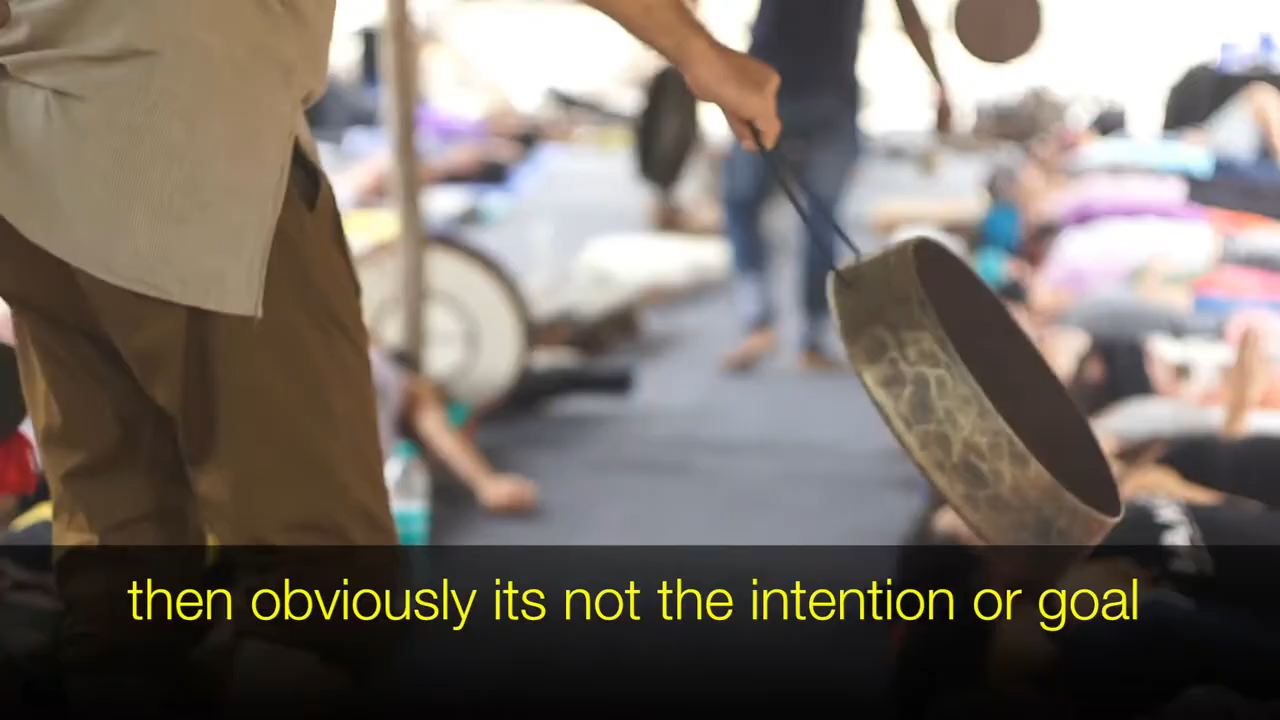 then obviously its not the intention or goal